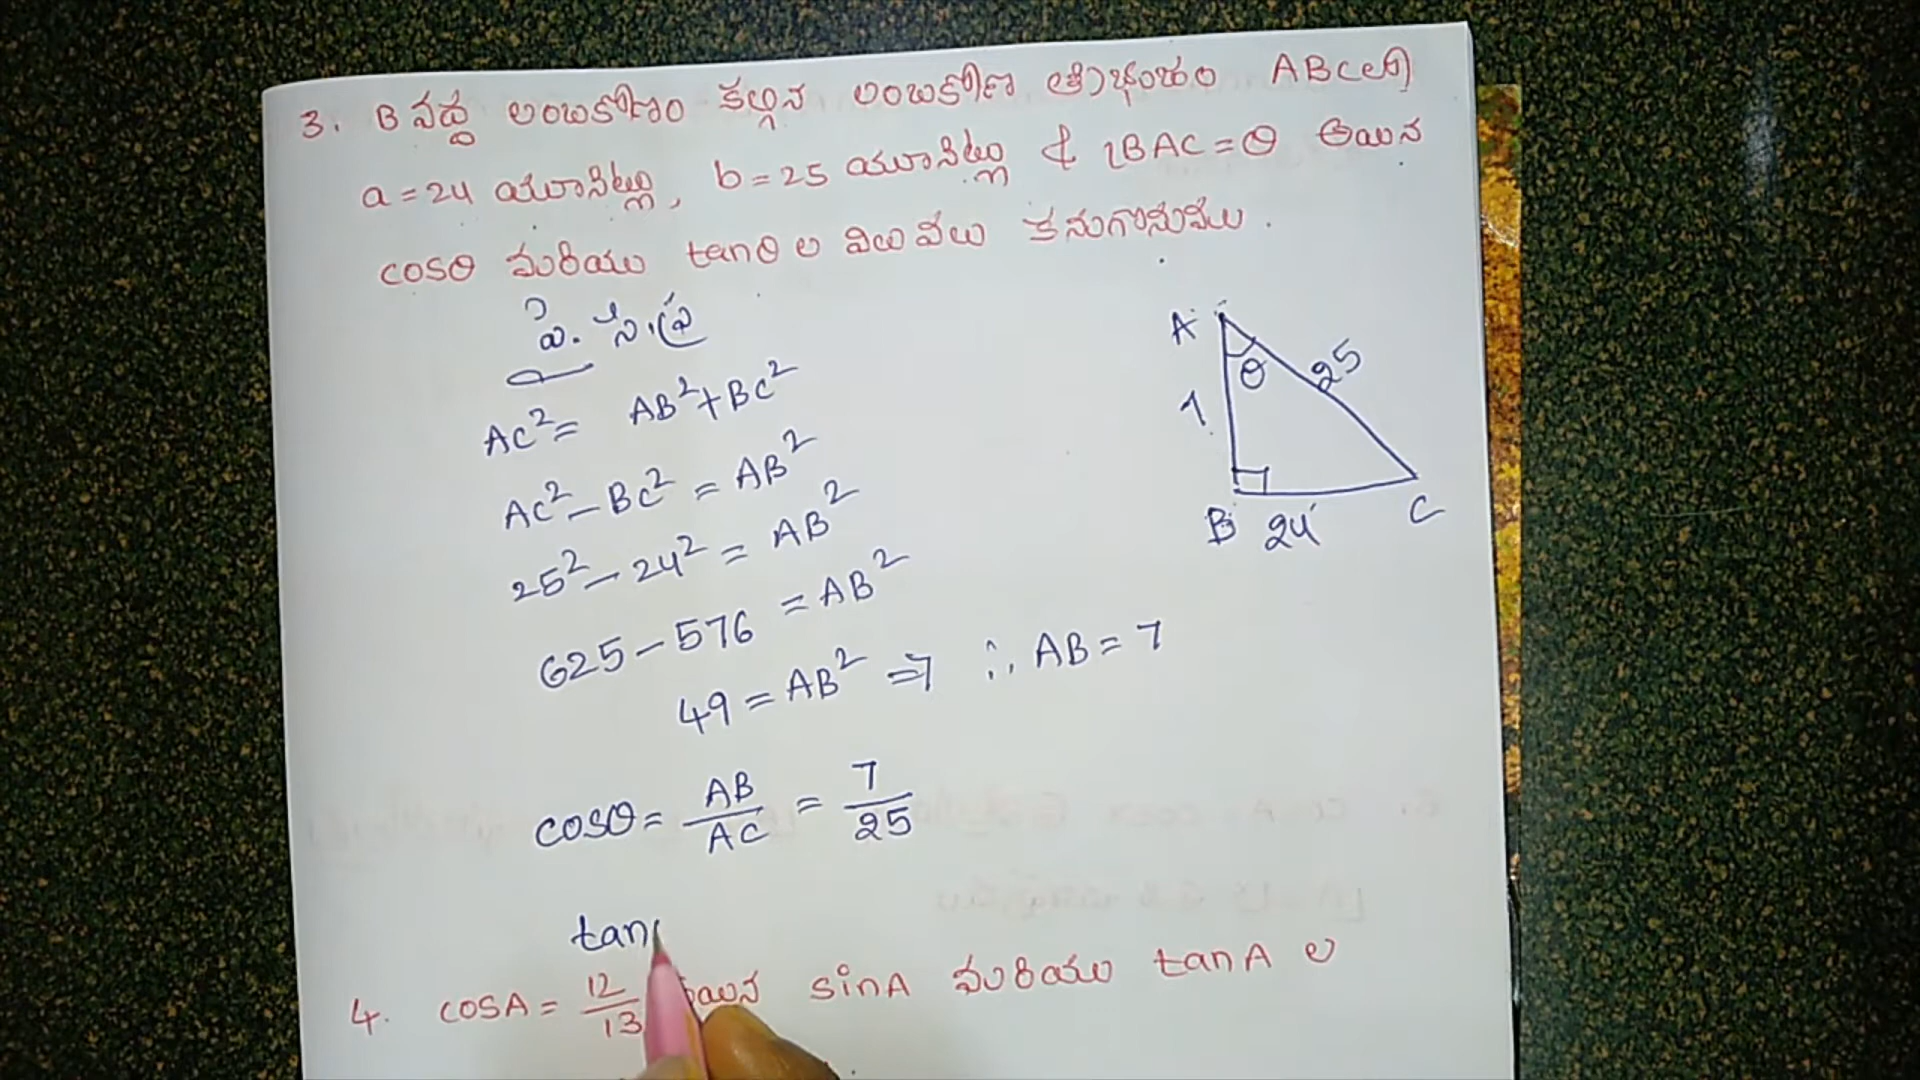 3. B వద్ద లంబకోణం కల్గిన లంబకోణ త్రిభుజం ABCలో
a = 24 యూనిట్లు, b = 25 యూనిట్లు & ∠BAC = θ అయిన
cosθ మరియు tanθ ల విలువలు కనుగొనుము.
పై. సి.ప్ర
AC² = AB² + BC²
AC² − BC² = AB²
25² − 24² = AB²
625 − 576 = AB²
49 = AB² ⇒ ∴ AB = 7
cosθ = AB/AC = 7/25
tan
4. cosA = 12/13 అయిన sinA మరియు tanA ల
A
θ
25
7
B 24 C